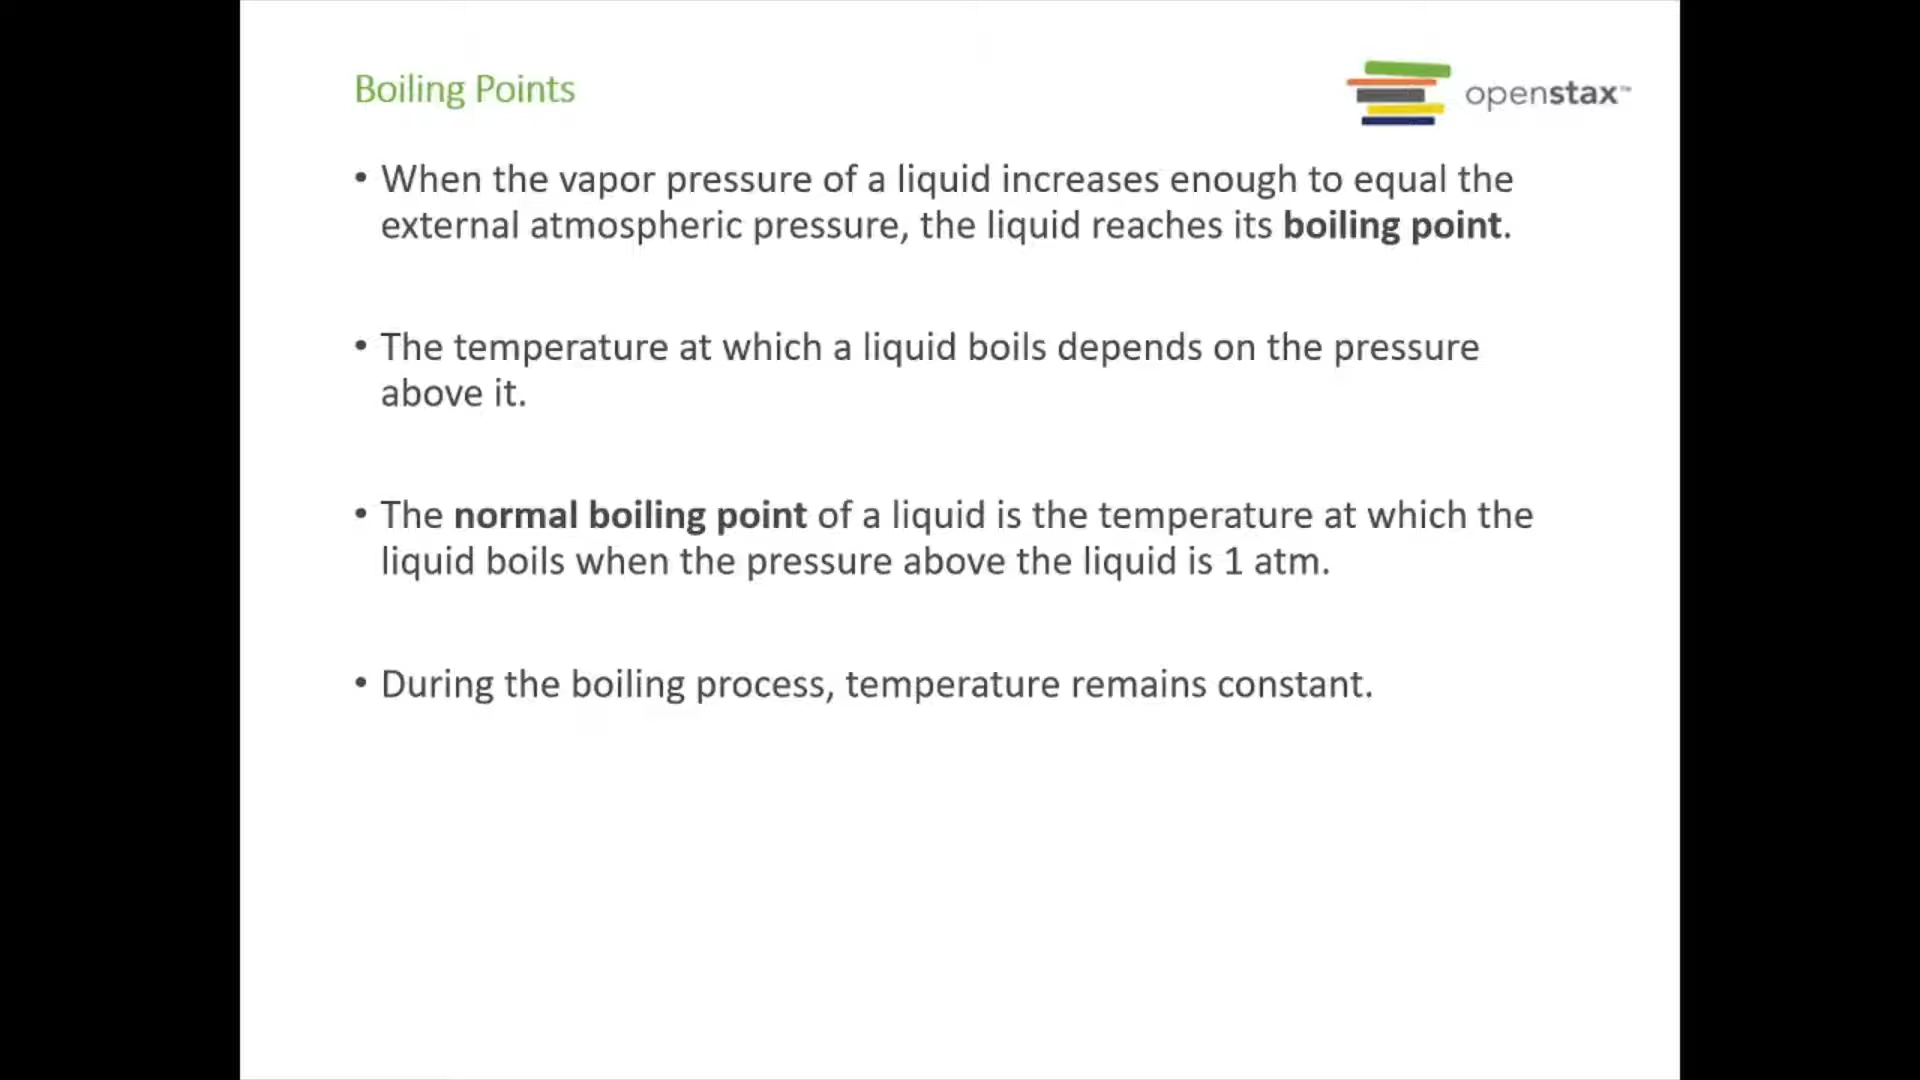 Boiling Points
openstax™
• When the vapor pressure of a liquid increases enough to equal the
external atmospheric pressure, the liquid reaches its boiling point.
• The temperature at which a liquid boils depends on the pressure
above it.
• The normal boiling point of a liquid is the temperature at which the
liquid boils when the pressure above the liquid is 1 atm.
• During the boiling process, temperature remains constant.